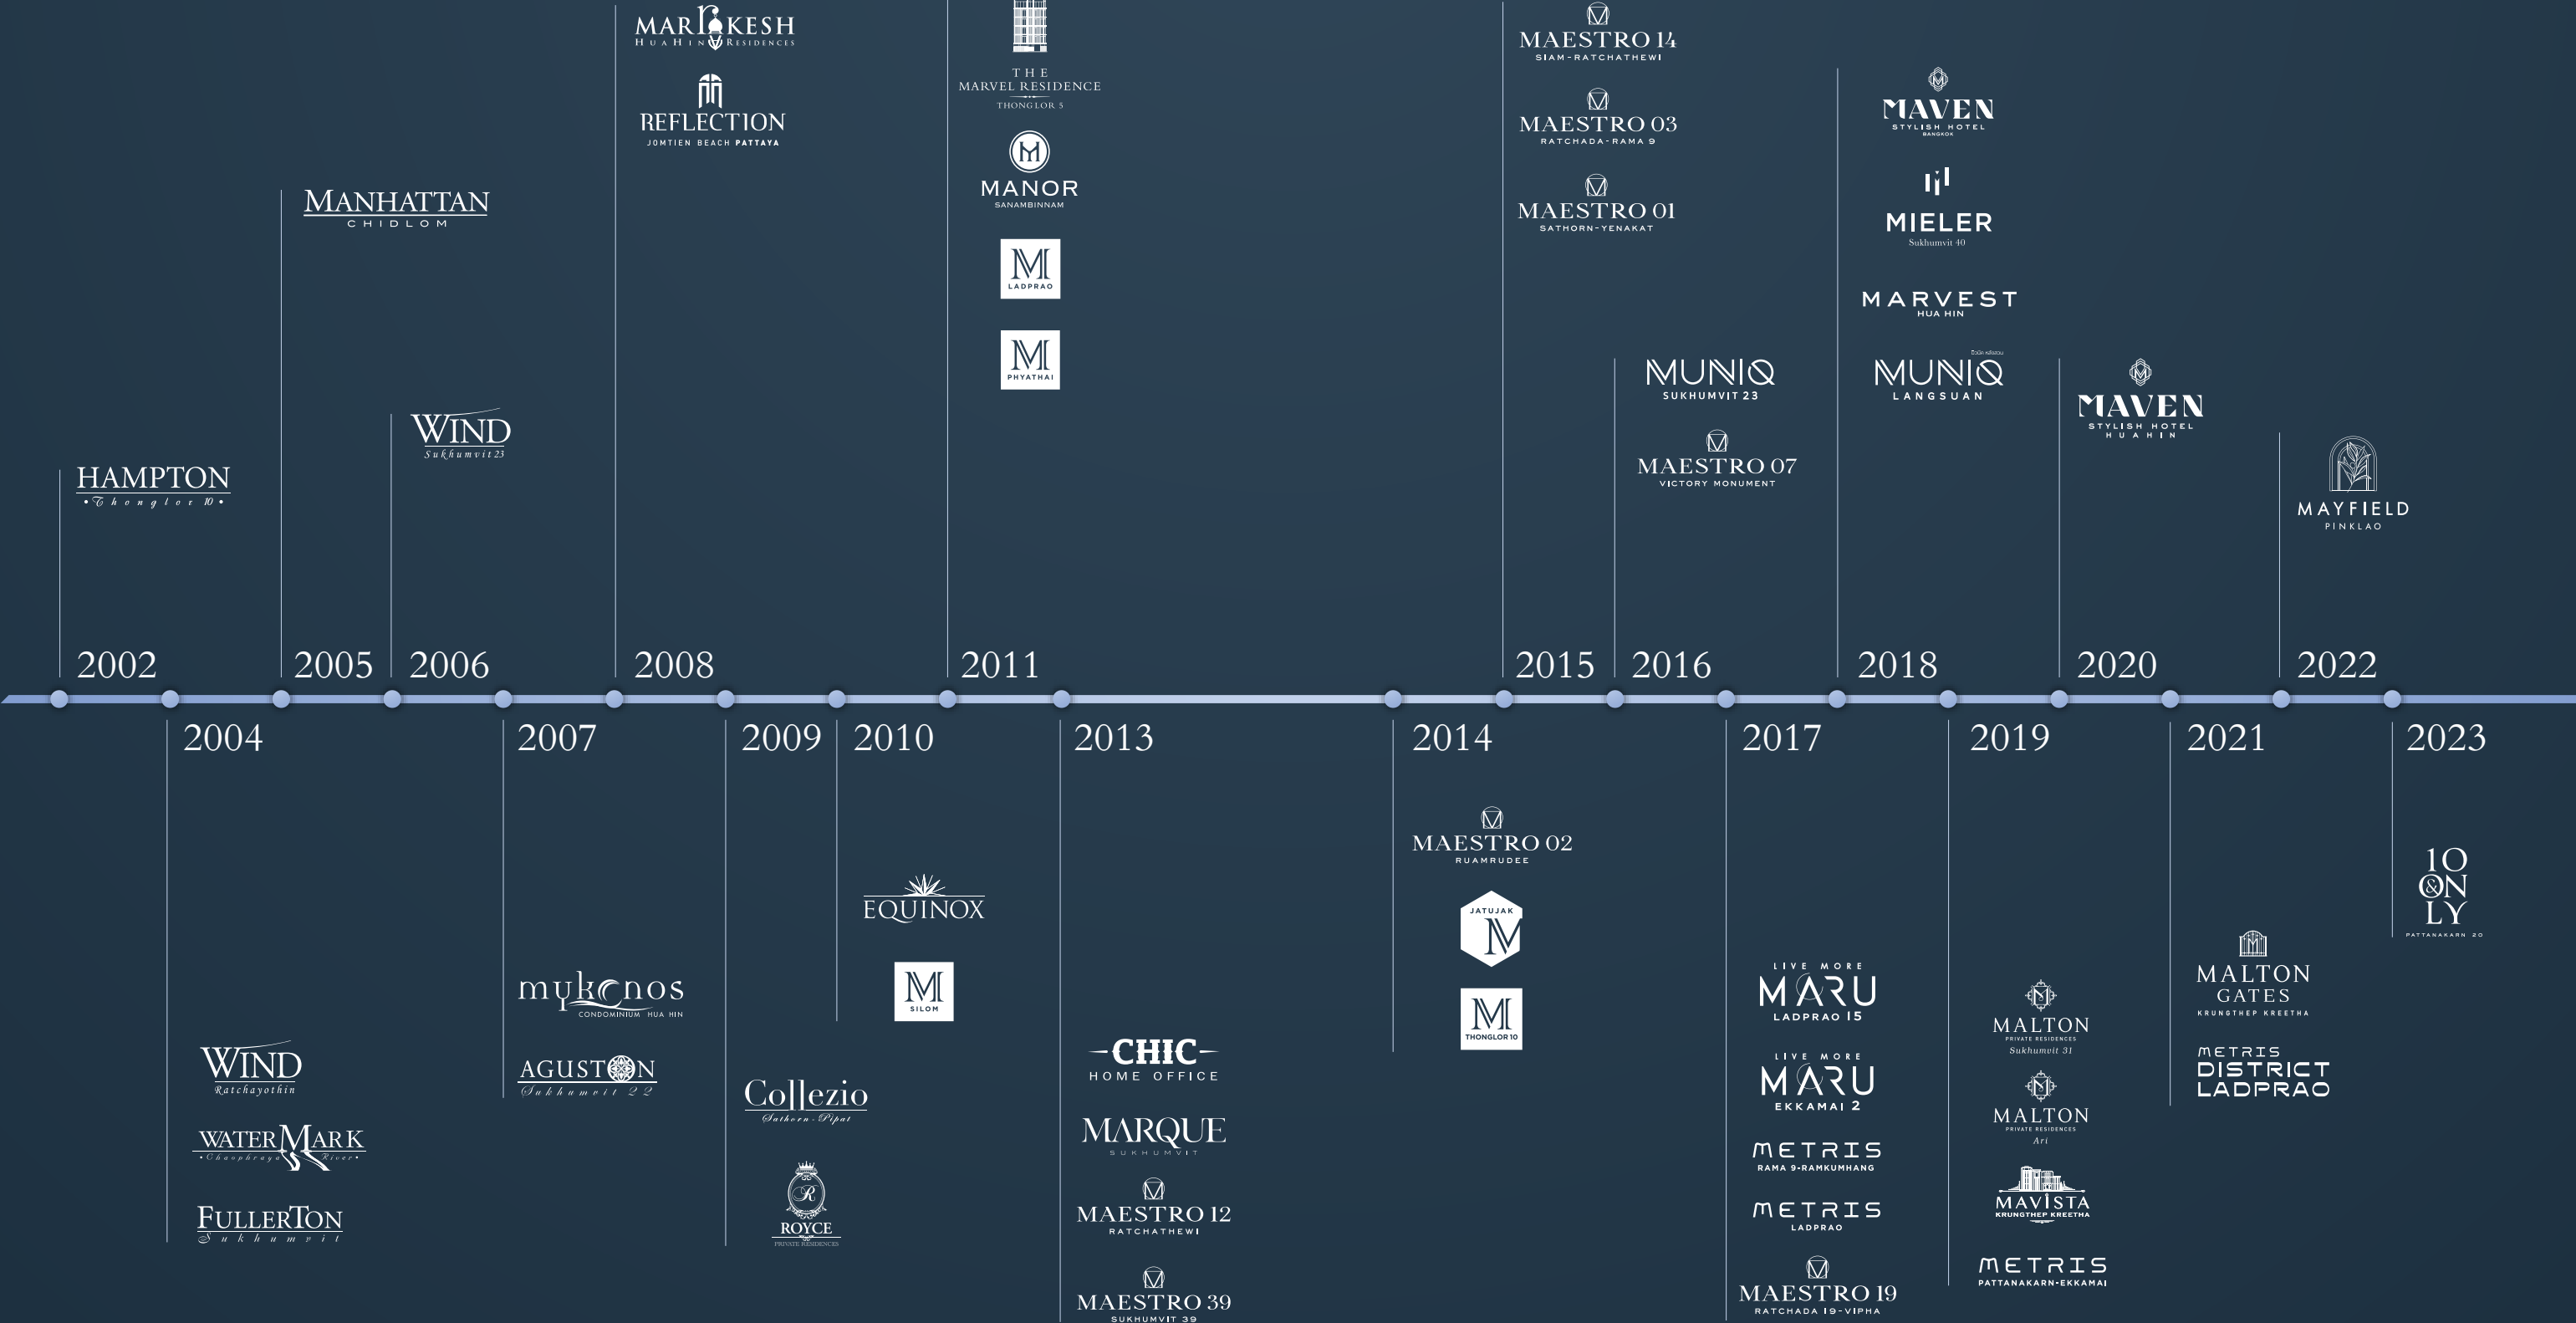 MARRAKESH
HUAHIN RESIDENCES
REFLECTION
JOMTIEN BEACH PATTAYA
THE
MARVEL RESIDENCE
THONGLOR 5
M
MANOR
SANAMBINNAM
M
LADPRAO
M
PHYATHAI
MAESTRO 14
SIAM-RATCHATHEWI
MAESTRO 03
RATCHADA-RAMA 9
MAESTRO 01
SATHORN-YENAKAT
MAVEN
STYLISH HOTEL
BANGKOK
MIELER
Sukhumvit 40
MARVEST
HUA HIN
MUNIQ
LANGSUAN
MANHATTAN
CHIDLOM
WIND
Sukhumvit 23
HAMPTON
Thonglor 10
MUNIQ
SUKHUMVIT 23
MAESTRO 07
VICTORY MONUMENT
MAVEN
STYLISH HOTEL
HUAHIN
MAYFIELD
PINKLAO
2002
2005
2006
2008
2011
2015
2016
2018
2020
2022
2004
2007
2009
2010
2013
2014
2017
2019
2021
2023
WIND
Ratchayothin
WATERMARK
Chaophraya River
FULLERTON
Sukhumvit
mykonos
CONDOMINIUM HUA HIN
AGUSTON
Sukhumvit 22
Collezio
Sathorn-Pipat
R
ROYCE
PRIVATE RESIDENCES
EQUINOX
M
SILOM
CHIC
HOME OFFICE
MARQUE
SUKHUMVIT
MAESTRO 12
RATCHATHEWI
MAESTRO 39
SUKHUMVIT 39
MAESTRO 02
RUAMRUDEE
JATUJAK
M
M
THONGLOR 10
LIVE MORE
MARU
LADPRAO 15
LIVE MORE
MARU
EKKAMAI 2
METRIS
RAMA 9-RAMKUMHANG
METRIS
LADPRAO
MAESTRO 19
RATCHADA 19-VIPHA
MALTON
PRIVATE RESIDENCES
Sukhumvit 31
MALTON
PRIVATE RESIDENCES
Ari
MAVISTA
KRUNGTHEP KREETHA
METRIS
PATTANAKARN-EKKAMAI
MALTON
GATES
KRUNGTHEP KREETHA
METRIS
DISTRICT
LADPRAO
10
&ON
LY
PATTANAKARN 20